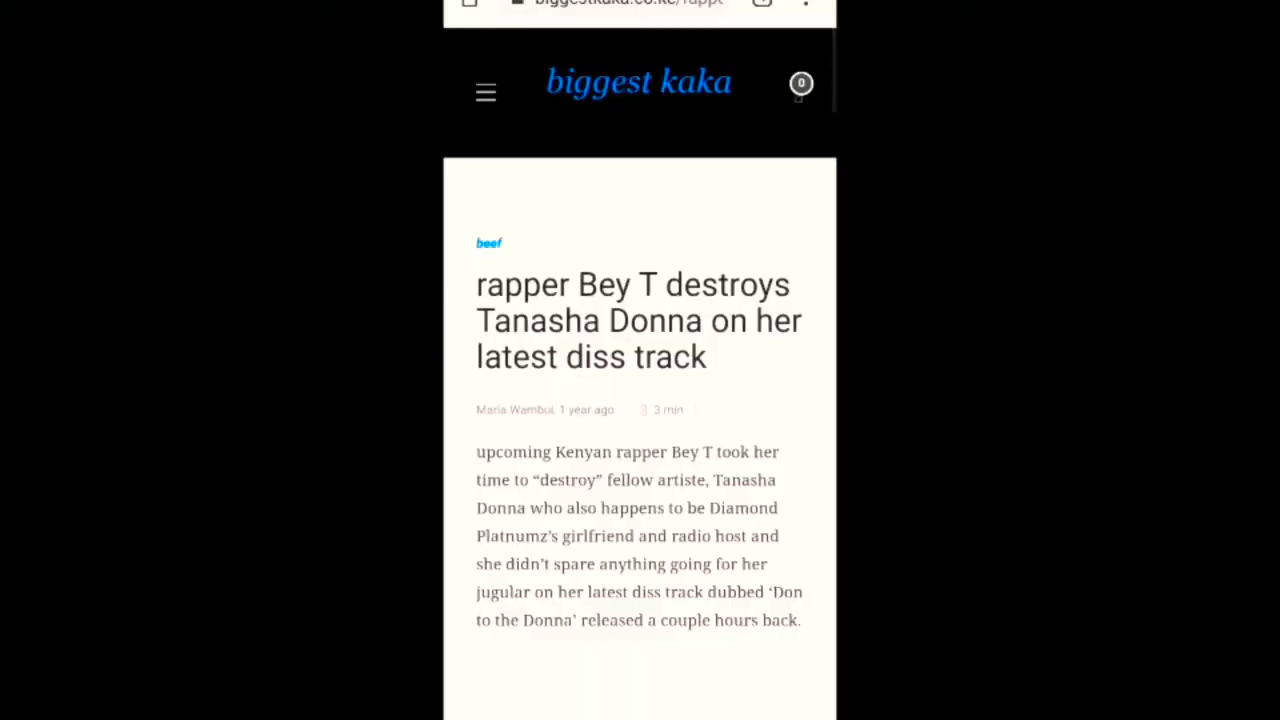 biggest kaka
0
beef
rapper Bey T destroys
Tanasha Donna on her
latest diss track
Maria Wambui, 1 year ago 3 min
upcoming Kenyan rapper Bey T took her
time to “destroy” fellow artiste, Tanasha
Donna who also happens to be Diamond
Platnumz’s girlfriend and radio host and
she didn’t spare anything going for her
jugular on her latest diss track dubbed ‘Don
to the Donna’ released a couple hours back.